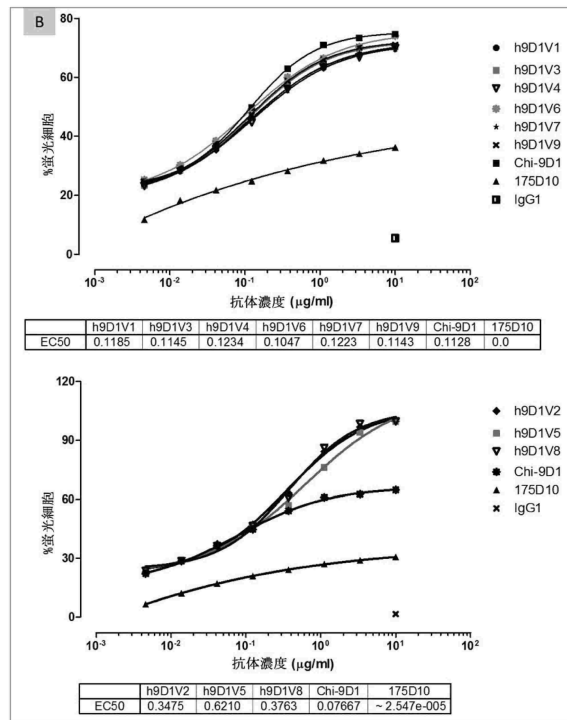 B
80
60
40
20
0
%蛍光細胞
10-3 10-2 10-1 100 101 102
抗体濃度 (μg/ml)
h9D1V1
h9D1V3
h9D1V4
h9D1V6
h9D1V7
h9D1V9
Chi-9D1
175D10
IgG1
h9D1V1 h9D1V3 h9D1V4 h9D1V6 h9D1V7 h9D1V9 Chi-9D1 175D10
EC50 0.1185 0.1145 0.1234 0.1047 0.1223 0.1143 0.1128 0.0
120
90
60
30
0
%蛍光細胞
10-3 10-2 10-1 100 101 102
抗体濃度 (μg/ml)
h9D1V2
h9D1V5
h9D1V8
Chi-9D1
175D10
IgG1
h9D1V2 h9D1V5 h9D1V8 Chi-9D1 175D10
EC50 0.3475 0.6210 0.3763 0.07667 ~ 2.547e-005